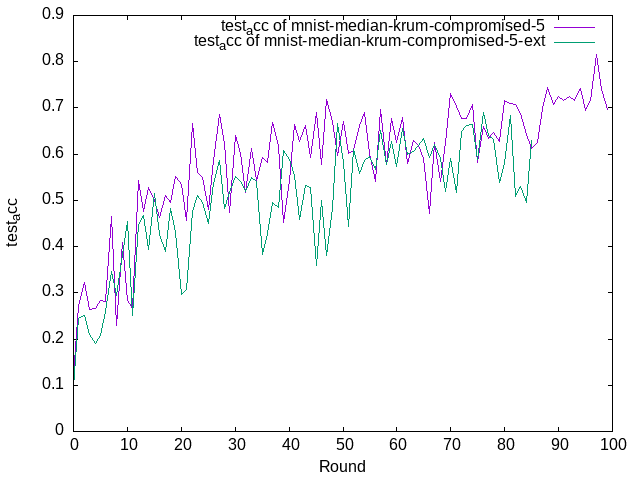 0.9
0.8
0.7
0.6
0.5
0.4
0.3
0.2
0.1
0
test_acc
test_acc of mnist-median-krum-compromised-5
test_acc of mnist-median-krum-compromised-5-ext
0 10 20 30 40 50 60 70 80 90 100
Round